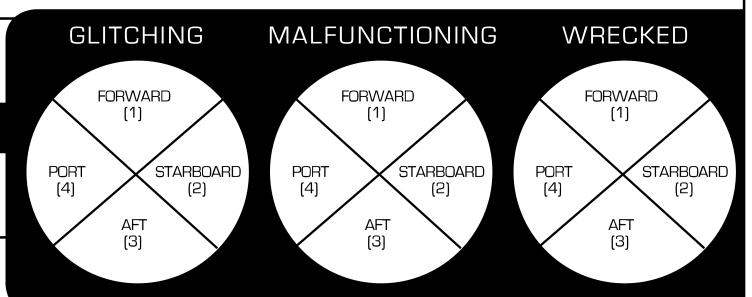 GLITCHING
FORWARD
(1)
PORT
(4)
STARBOARD
(2)
AFT
(3)
MALFUNCTIONING
FORWARD
(1)
PORT
(4)
STARBOARD
(2)
AFT
(3)
WRECKED
FORWARD
(1)
PORT
(4)
STARBOARD
(2)
AFT
(3)